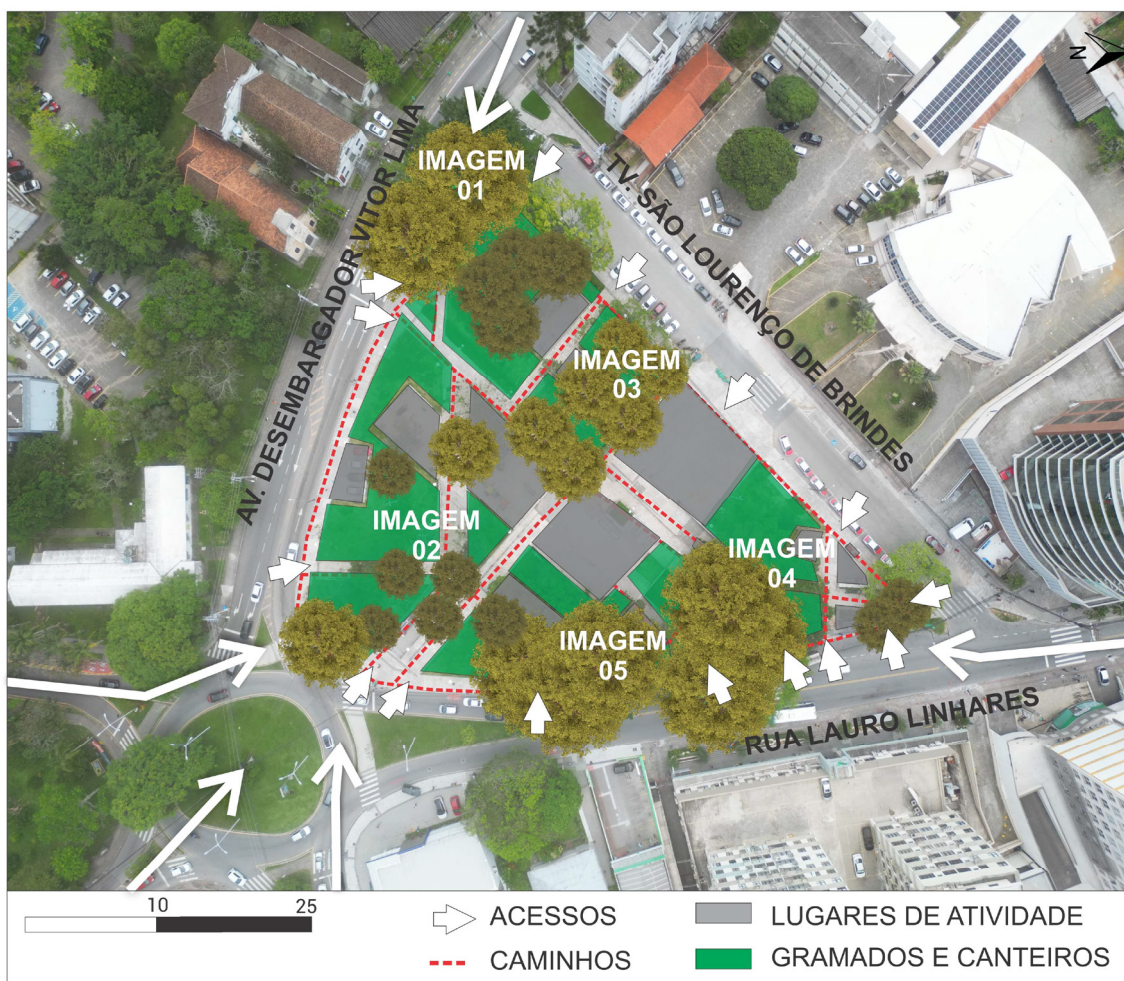 N
IMAGEM
01
AV. DESEMBARGADOR VITOR LIMA
TV. SÃO LOURENÇO DE BRINDES
IMAGEM
03
IMAGEM
02
IMAGEM
04
IMAGEM
05
RUA LAURO LINHARES
10
25
ACESSOS
LUGARES DE ATIVIDADE
CAMINHOS
GRAMADOS E CANTEIROS